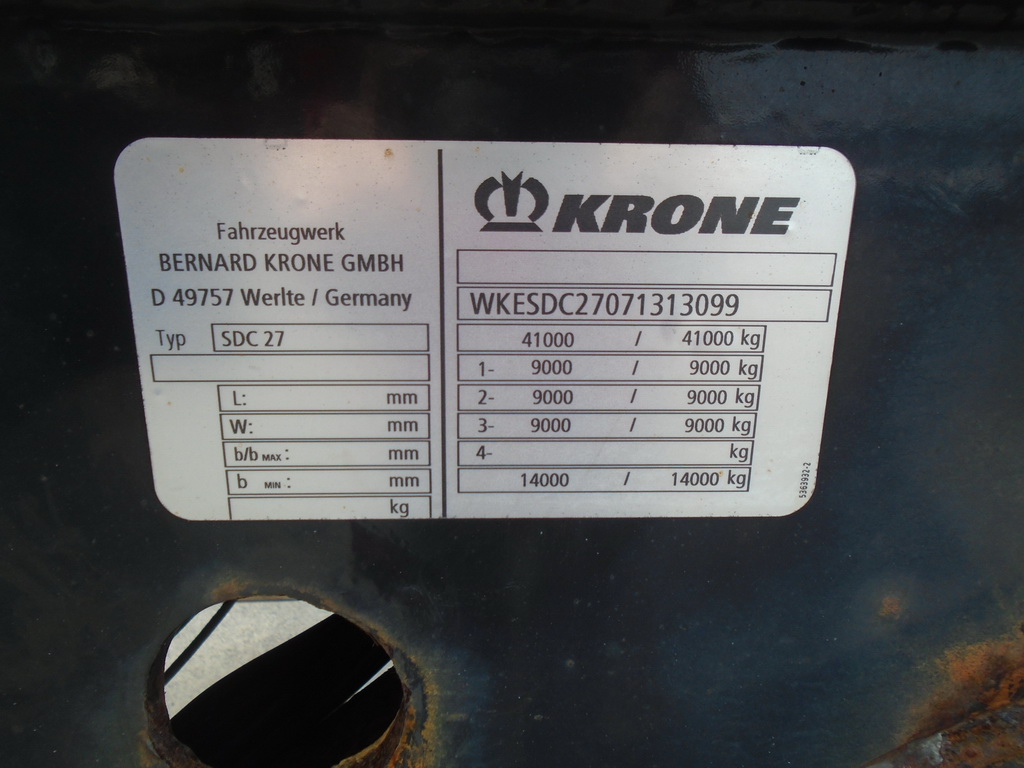 Fahrzeugwerk
BERNARD KRONE GMBH
D 49757 Werlte / Germany
Typ SDC 27
L: mm
W: mm
b/b MAX : mm
b MIN : mm
kg
KRONE
WKESDC27071313099
41000 / 41000 kg
1- 9000 / 9000 kg
2- 9000 / 9000 kg
3- 9000 / 9000 kg
4- kg
14000 / 14000 kg
5363932-2